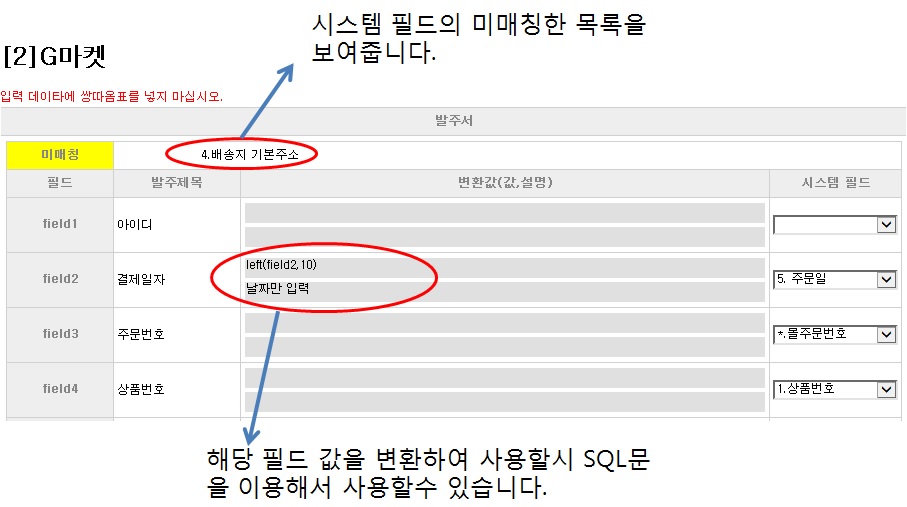 시스템 필드의 미매칭한 목록을
보여줍니다.
[2]G마켓
입력 데이타에 쌍따옴표를 넣지 마십시오.
발주서
미매칭 4.배송지 기본주소
필드 발주제목 변환값(값,설명) 시스템 필드
field1 아이디
field2 결제일자 left(field2,10) 5. 주문일
날짜만 입력
field3 주문번호 *.몰주문번호
field4 상품번호 1.상품번호
해당 필드 값을 변환하여 사용할시 SQL문
을 이용해서 사용할수 있습니다.